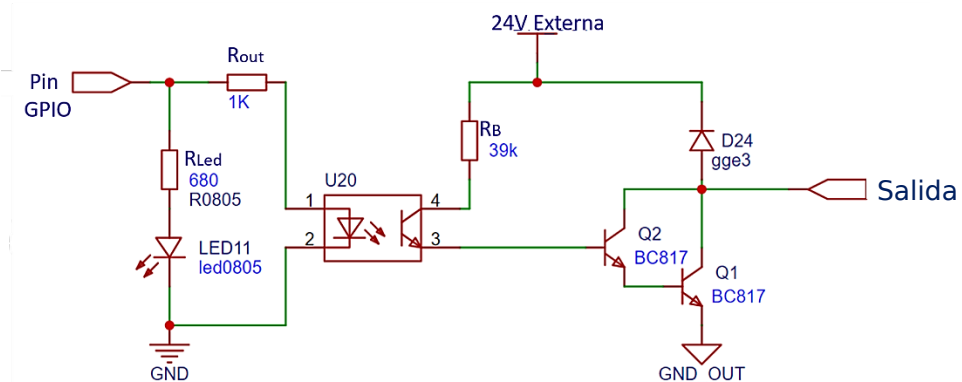 24V Externa
Pin
GPIO
Rout
1K
RB
39k
D24
gge3
RLed
680
R0805
U20
1
2
4
3
Salida
LED11
led0805
Q2
BC817
Q1
BC817
GND
GND OUT